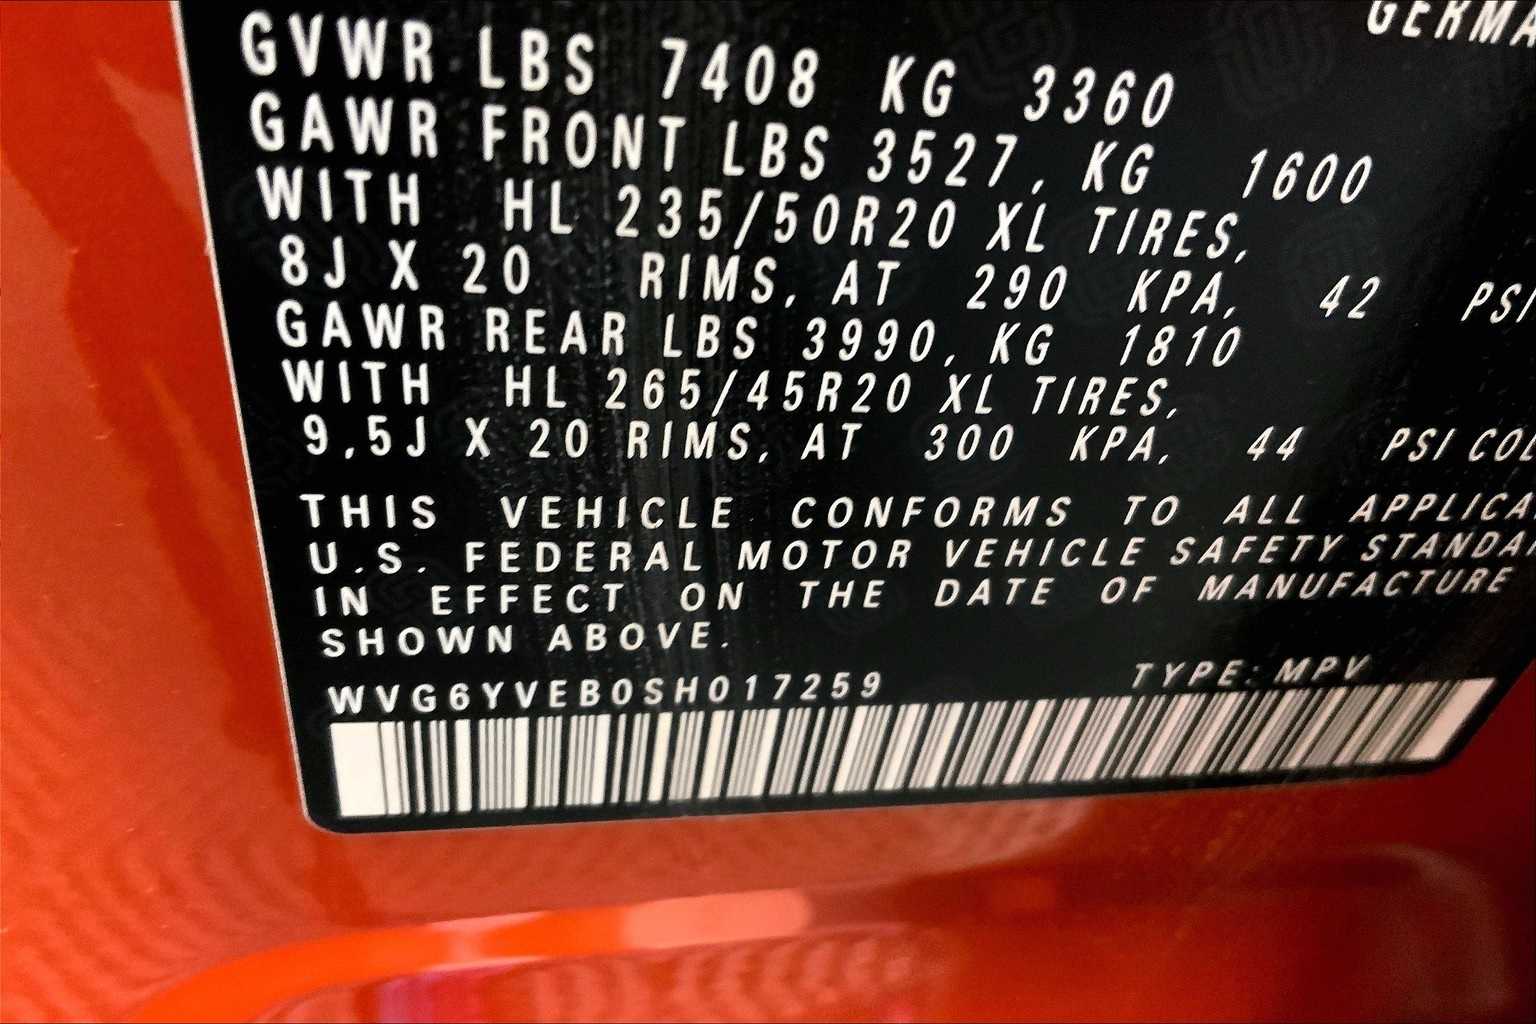 GERMA
GVWR LBS 7408 KG 3360
GAWR FRONT LBS 3527, KG 1600
WITH HL 235/50R20 XL TIRES,
8J X 20 RIMS, AT 290 KPA, 42 PSI
GAWR REAR LBS 3990, KG 1810
WITH HL 265/45R20 XL TIRES,
9,5J X 20 RIMS, AT 300 KPA, 44 PSI COL
THIS VEHICLE CONFORMS TO ALL APPLICA
U.S. FEDERAL MOTOR VEHICLE SAFETY STANDA
IN EFFECT ON THE DATE OF MANUFACTURE
SHOWN ABOVE.
WVG6YVEB0SH017259 TYPE: MPV